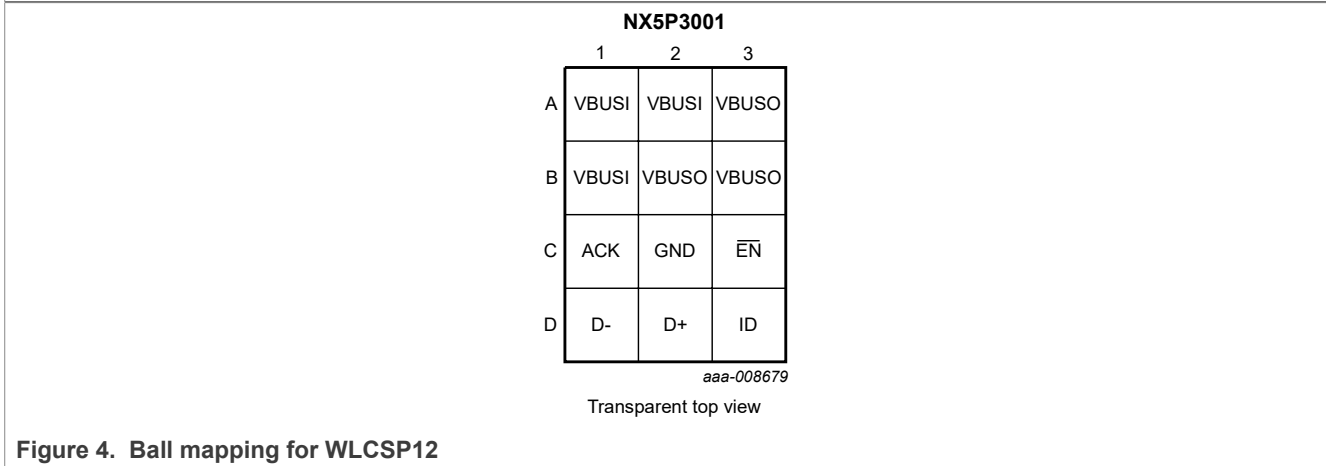 NX5P3001
1 2 3
A VBUSI VBUSI VBUSO
B VBUSI VBUSO VBUSO
C ACK GND E̅N̅
D D- D+ ID
aaa-008679
Transparent top view
Figure 4. Ball mapping for WLCSP12